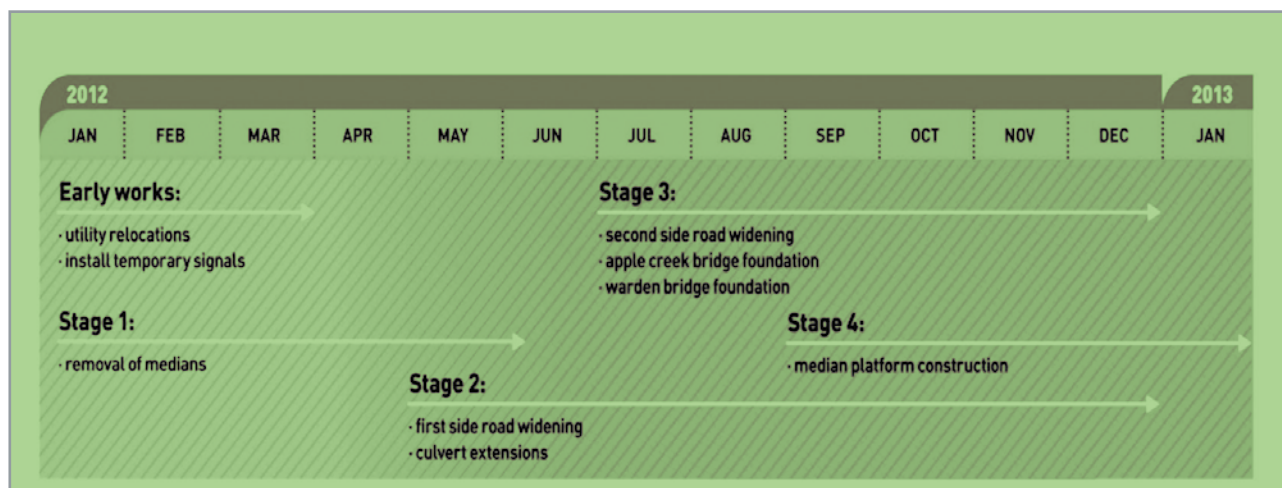 2012 2013
JAN FEB MAR APR MAY JUN JUL AUG SEP OCT NOV DEC JAN
Early works:
· utility relocations
· install temporary signals
Stage 3:
· second side road widening
· apple creek bridge foundation
· warden bridge foundation
Stage 1:
· removal of medians
Stage 4:
· median platform construction
Stage 2:
· first side road widening
· culvert extensions